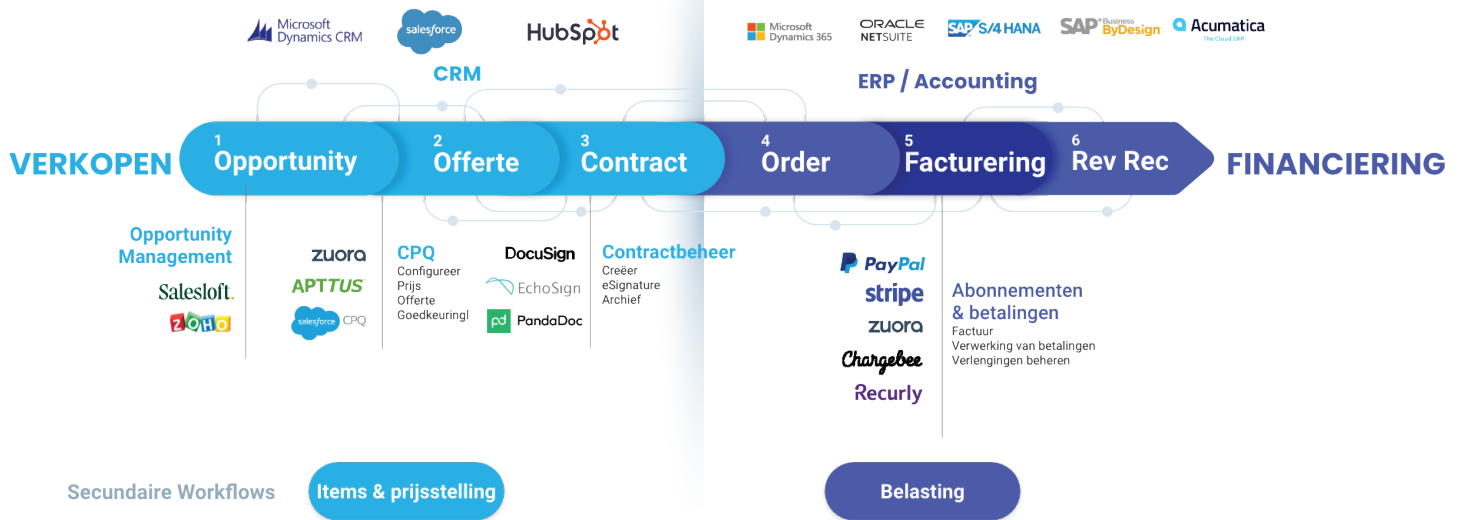 Microsoft
Dynamics CRM
salesforce
HubSpot
CRM
Microsoft
Dynamics 365
ORACLE
NETSUITE
SAP S/4 HANA
SAP Business
ByDesign
Acumatica
The Cloud ERP
ERP / Accounting
VERKOPEN
1
Opportunity
2
Offerte
3
Contract
4
Order
5
Facturering
6
Rev Rec
FINANCIERING
Opportunity
Management
Salesloft.
ZOHO
zuora
APTTUS
salesforce CPQ
CPQ
Configureer
Prijs
Offerte
Goedkeuringl
DocuSign
EchoSign
pd PandaDoc
Contractbeheer
Creëer
eSignature
Archief
PayPal
stripe
zuora
Chargebee
Recurly
Abonnementen
& betalingen
Factuur
Verwerking van betalingen
Verlengingen beheren
Secundaire Workflows
Items & prijsstelling
Belasting